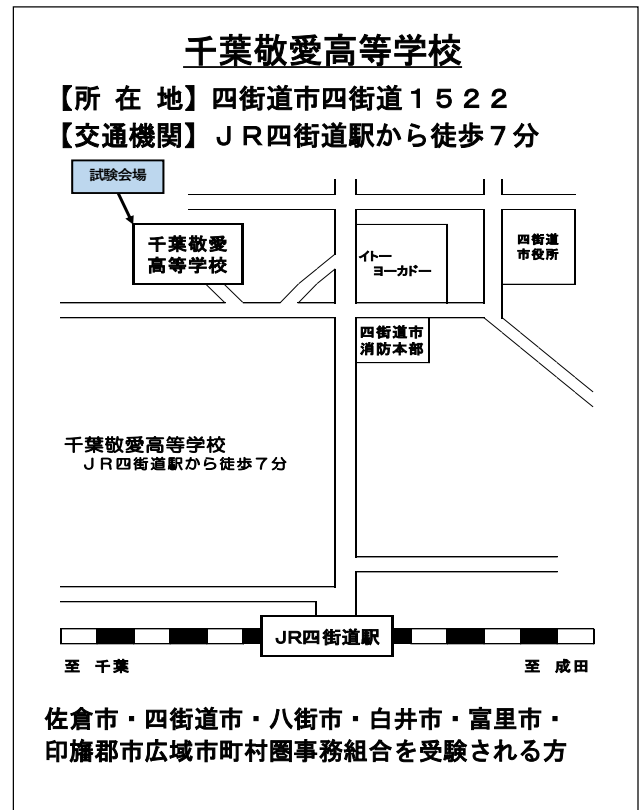 千葉敬愛高等学校
【所 在 地】四街道市四街道１５２２
【交通機関】ＪＲ四街道駅から徒歩７分
試験会場
千葉敬愛
高等学校
イトー
ヨーカドー
四街道
市役所
四街道市
消防本部
千葉敬愛高等学校
ＪＲ四街道駅から徒歩７分
JR四街道駅
至 千葉
至 成田
佐倉市・四街道市・八街市・白井市・富里市・
印旛郡市広域市町村圏事務組合を受験される方